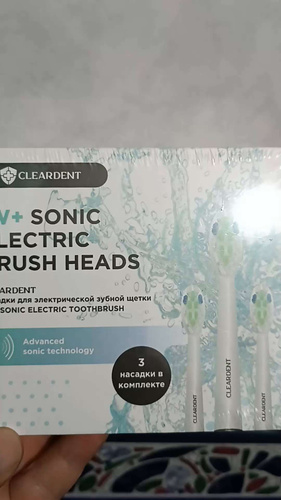 CLEARDENT
V+ SONIC
LECTRIC
RUSH HEADS
ARDENT
адки для электрической зубной щетки
SONIC ELECTRIC TOOTHBRUSH
Advanced
sonic technology
3
насадки в
комплекте
CLEARDENT
CLEARDENT
CLEARDENT